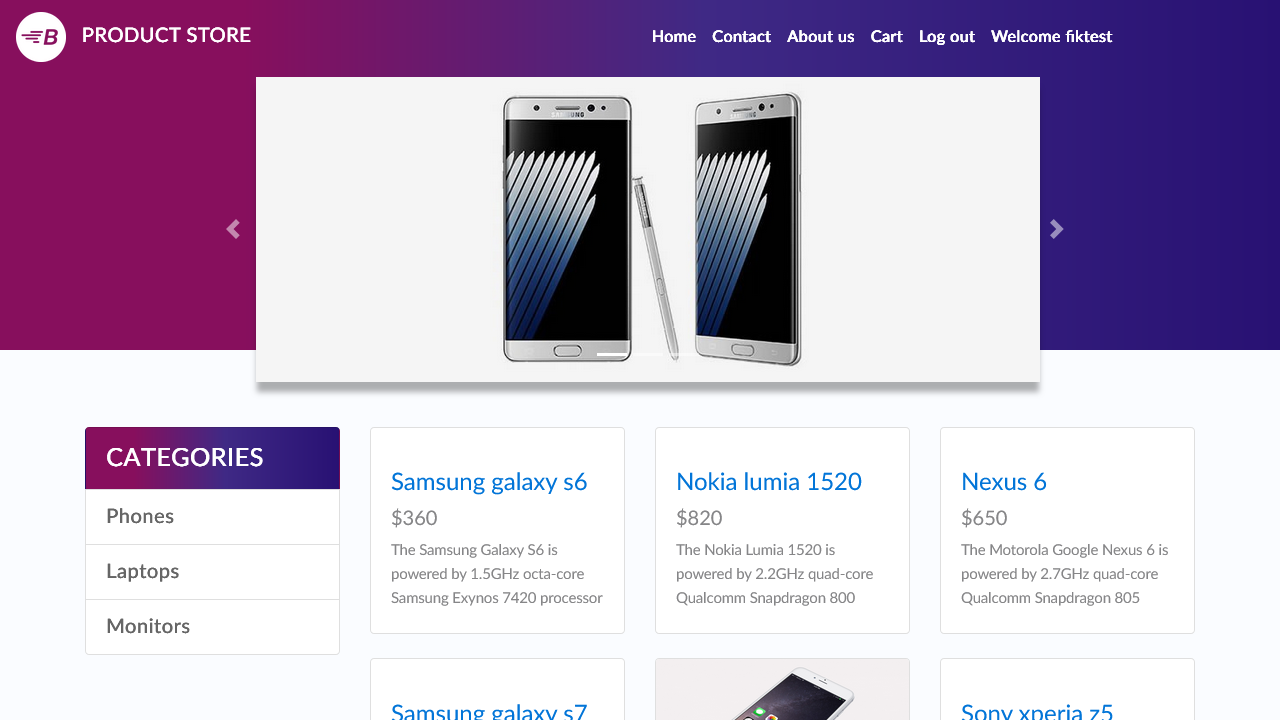 B PRODUCT STORE
Home Contact About us Cart Log out Welcome fiktest
SAMSUNG SAMSUNG
CATEGORIES
Phones
Laptops
Monitors
Samsung galaxy s6
$360
The Samsung Galaxy S6 is
powered by 1.5GHz octa-core
Samsung Exynos 7420 processor
Nokia lumia 1520
$820
The Nokia Lumia 1520 is
powered by 2.2GHz quad-core
Qualcomm Snapdragon 800
Nexus 6
$650
The Motorola Google Nexus 6 is
powered by 2.7GHz quad-core
Qualcomm Snapdragon 805
Samsung galaxy s7
Sony xperia z5